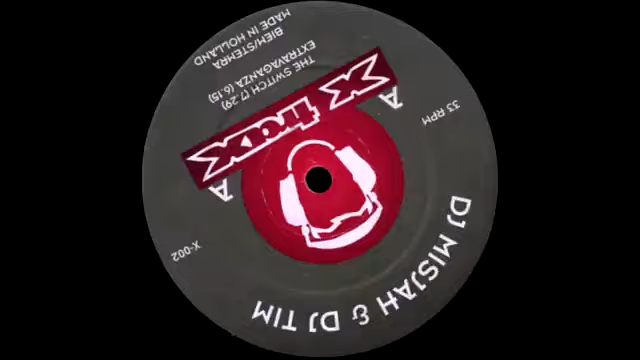 DJ MISJAH & DJ TIM
X-002
33 RPM
A
A
X trax
THE SWITCH (7.29)
EXTRAVAGANZA (6.15)
BIEM/STEMRA
MADE IN HOLLAND